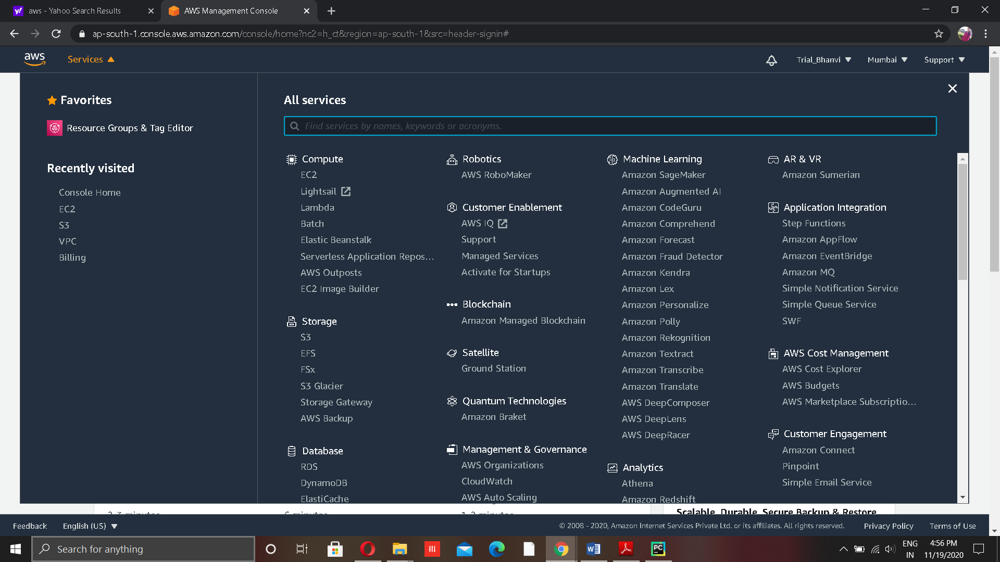 aws - Yahoo Search Results
AWS Management Console
ap-south-1.console.aws.amazon.com/console/home?nc2=h_ct&region=ap-south-1&src=header-signin#
aws
Services
Trial_Bhanvi
Mumbai
Support
Favorites
Resource Groups & Tag Editor
Recently visited
Console Home
EC2
S3
VPC
Billing
All services
Find services by names, keywords or acronyms.
Compute
EC2
Lightsail
Lambda
Batch
Elastic Beanstalk
Serverless Application Repos...
AWS Outposts
EC2 Image Builder
Storage
S3
EFS
FSx
S3 Glacier
Storage Gateway
AWS Backup
Database
RDS
DynamoDB
ElastiCache
Robotics
AWS RoboMaker
Customer Enablement
AWS IQ
Support
Managed Services
Activate for Startups
Blockchain
Amazon Managed Blockchain
Satellite
Ground Station
Quantum Technologies
Amazon Braket
Management & Governance
AWS Organizations
CloudWatch
AWS Auto Scaling
Machine Learning
Amazon SageMaker
Amazon Augmented AI
Amazon CodeGuru
Amazon Comprehend
Amazon Forecast
Amazon Fraud Detector
Amazon Kendra
Amazon Lex
Amazon Personalize
Amazon Polly
Amazon Rekognition
Amazon Textract
Amazon Transcribe
Amazon Translate
AWS DeepComposer
AWS DeepLens
AWS DeepRacer
Analytics
Athena
Amazon Redshift
AR & VR
Amazon Sumerian
Application Integration
Step Functions
Amazon AppFlow
Amazon EventBridge
Amazon MQ
Simple Notification Service
Simple Queue Service
SWF
AWS Cost Management
AWS Cost Explorer
AWS Budgets
AWS Marketplace Subscriptio...
Customer Engagement
Amazon Connect
Pinpoint
Simple Email Service
Scalable, Durable, Secure Backup & Restore
Feedback
English (US)
© 2008 - 2020, Amazon Internet Services Private Ltd. or its affiliates. All rights reserved.
Privacy Policy
Terms of Use
Search for anything
ENG
IN
4:56 PM
11/19/2020